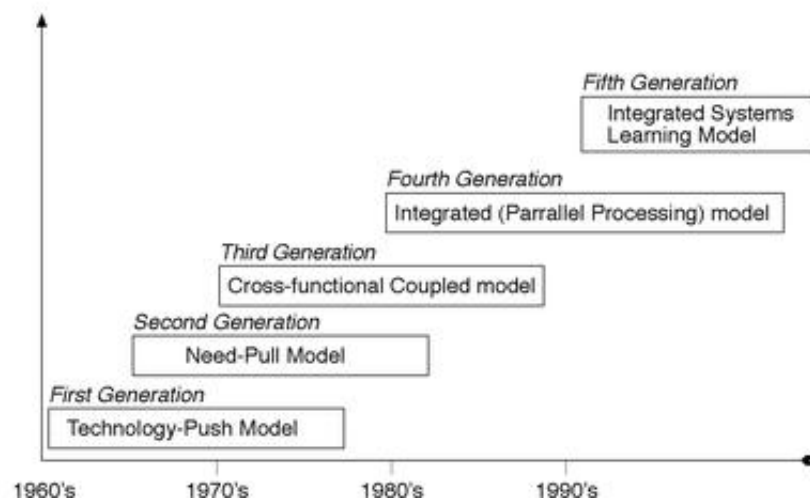 Fifth Generation
Integrated Systems
Learning Model
Fourth Generation
Integrated (Parrallel Processing) model
Third Generation
Cross-functional Coupled model
Second Generation
Need-Pull Model
First Generation
Technology-Push Model
1960's 1970's 1980's 1990's